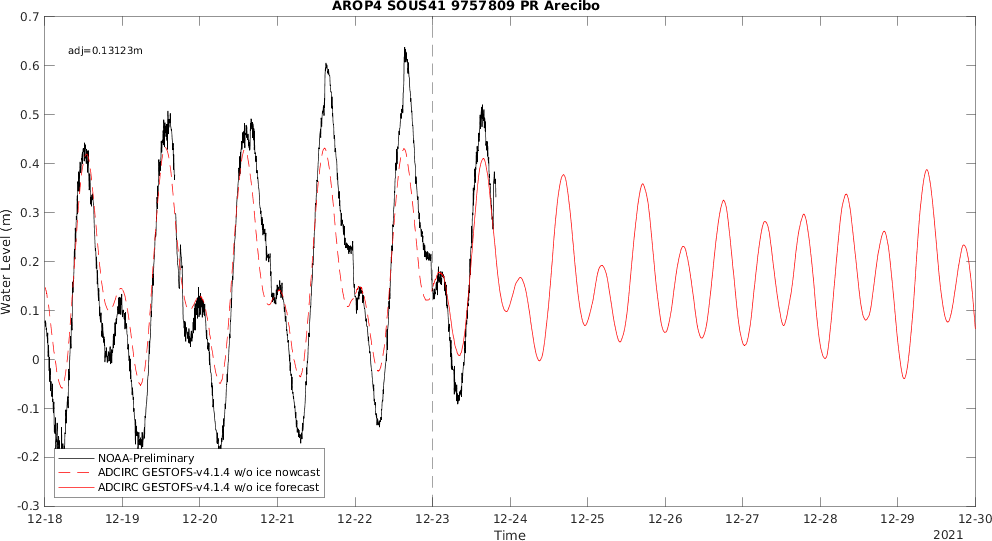 AROP4 SOUS41 9757809 PR Arecibo
adj=0.13123m
0.7
0.6
0.5
0.4
0.3
0.2
0.1
0
-0.1
-0.2
-0.3
Water Level (m)
NOAA-Preliminary
ADCIRC GESTOFS-v4.1.4 w/o ice nowcast
ADCIRC GESTOFS-v4.1.4 w/o ice forecast
12-18 12-19 12-20 12-21 12-22 12-23 12-24 12-25 12-26 12-27 12-28 12-29 12-30
Time
2021